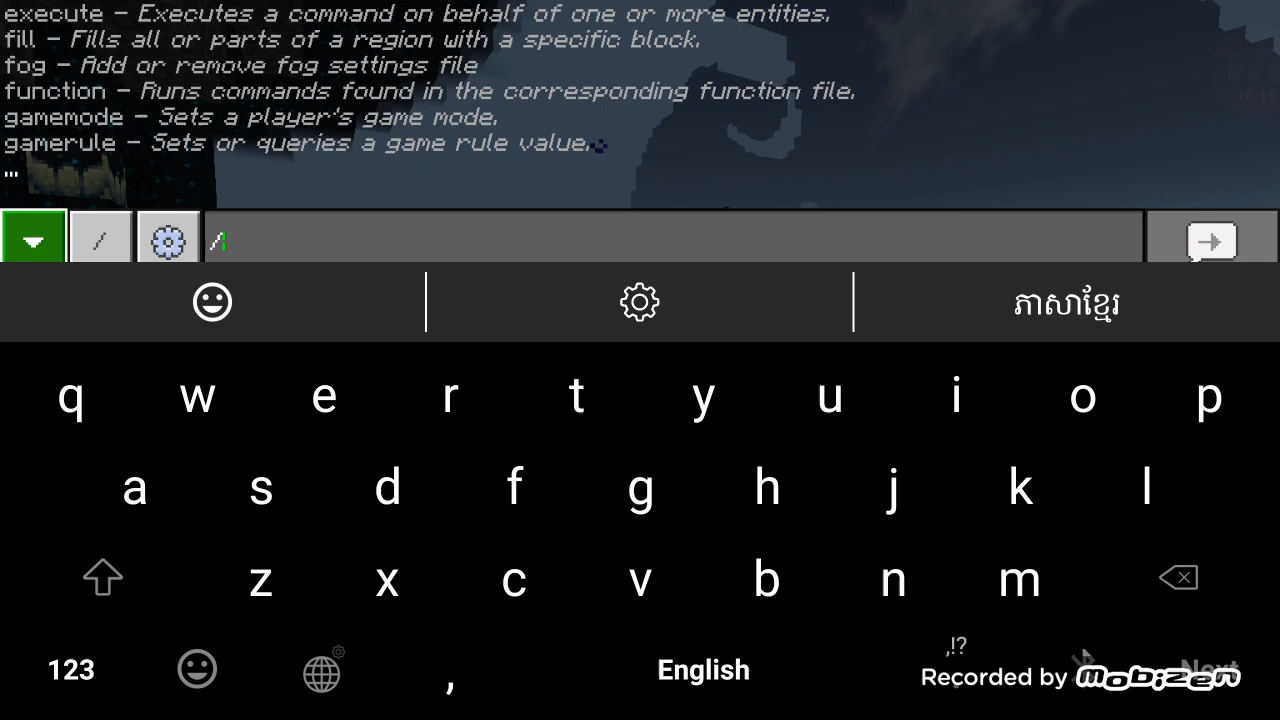 execute – Executes a command on behalf of one or more entities.
fill – Fills all or parts of a region with a specific block.
fog – Add or remove fog settings file
function – Runs commands found in the corresponding function file.
gamemode – Sets a player's game mode.
gamerule – Sets or queries a game rule value.
...
/
/
ភាសាខ្មែរ
q w e r t y u i o p
a s d f g h j k l
z x c v b n m
,!?
123 , English Next
Recorded by mobizen